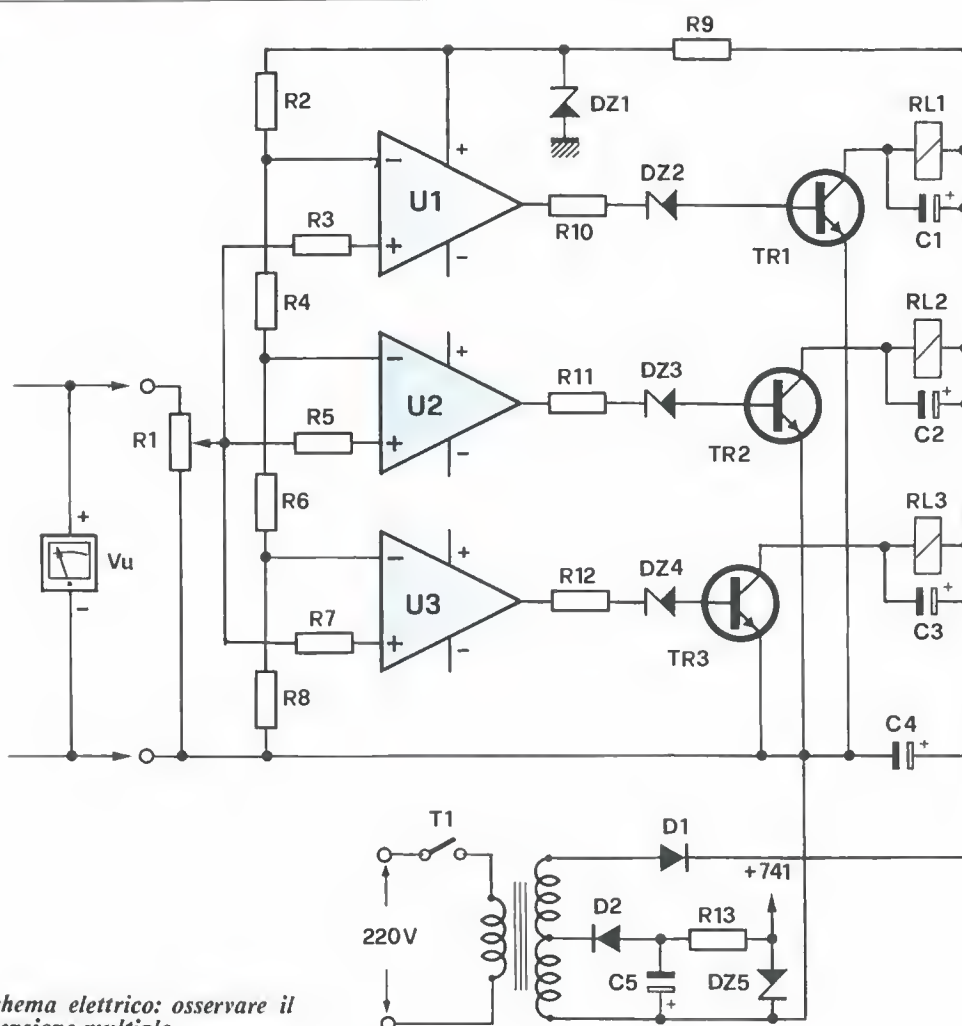 R9
R2
DZ1
RL1
+
-
U1
DZ2
R3
+
-
R10
TR1
+
C1
R4
RL2
+
-
U2
R11
DZ3
R1
R5
+
-
TR2
+
C2
R6
RL3
+
Vu
-
+
-
U3
R12
DZ4
R7
+
-
TR3
+
C3
R8
C4
+
T1
D1
+741
220V
D2
R13
C5
+
DZ5
hema elettrico: osservare il